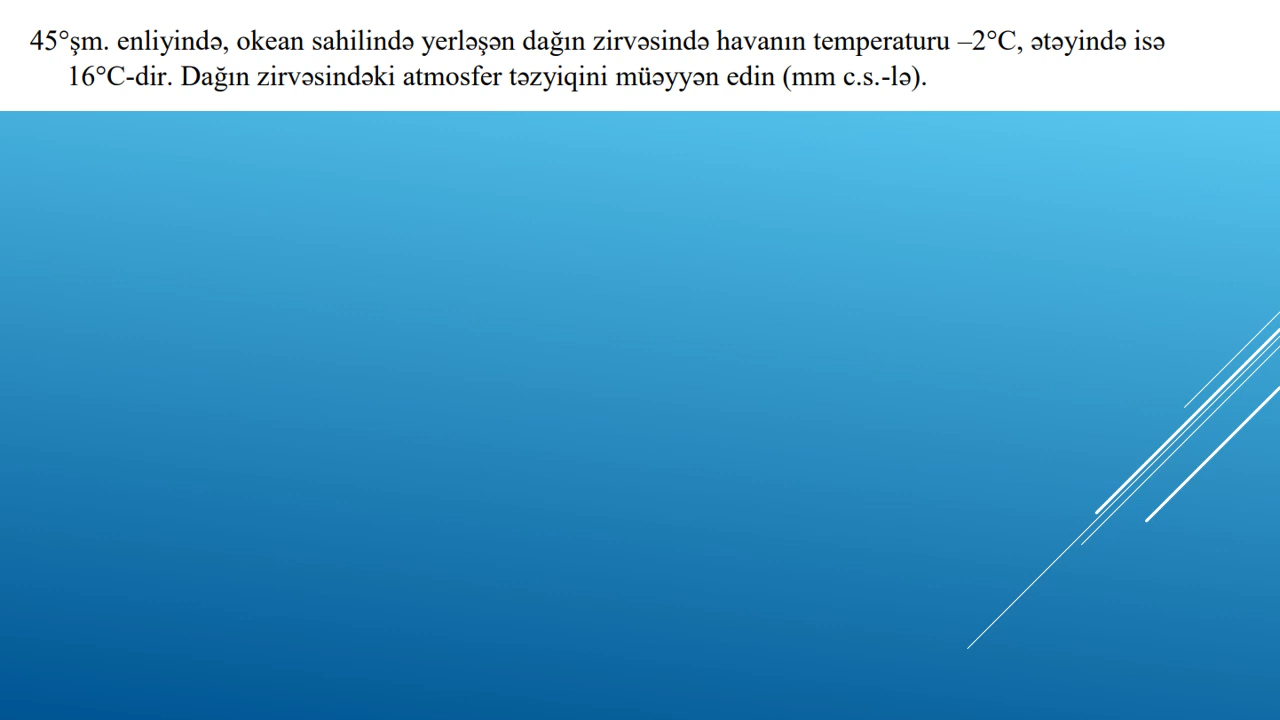 45°şm. enliyində, okean sahilində yerləşən dağın zirvəsində havanın temperaturu –2°C, ətəyində isə
16°C-dir. Dağın zirvəsindəki atmosfer təzyiqini müəyyən edin (mm c.s.-lə).